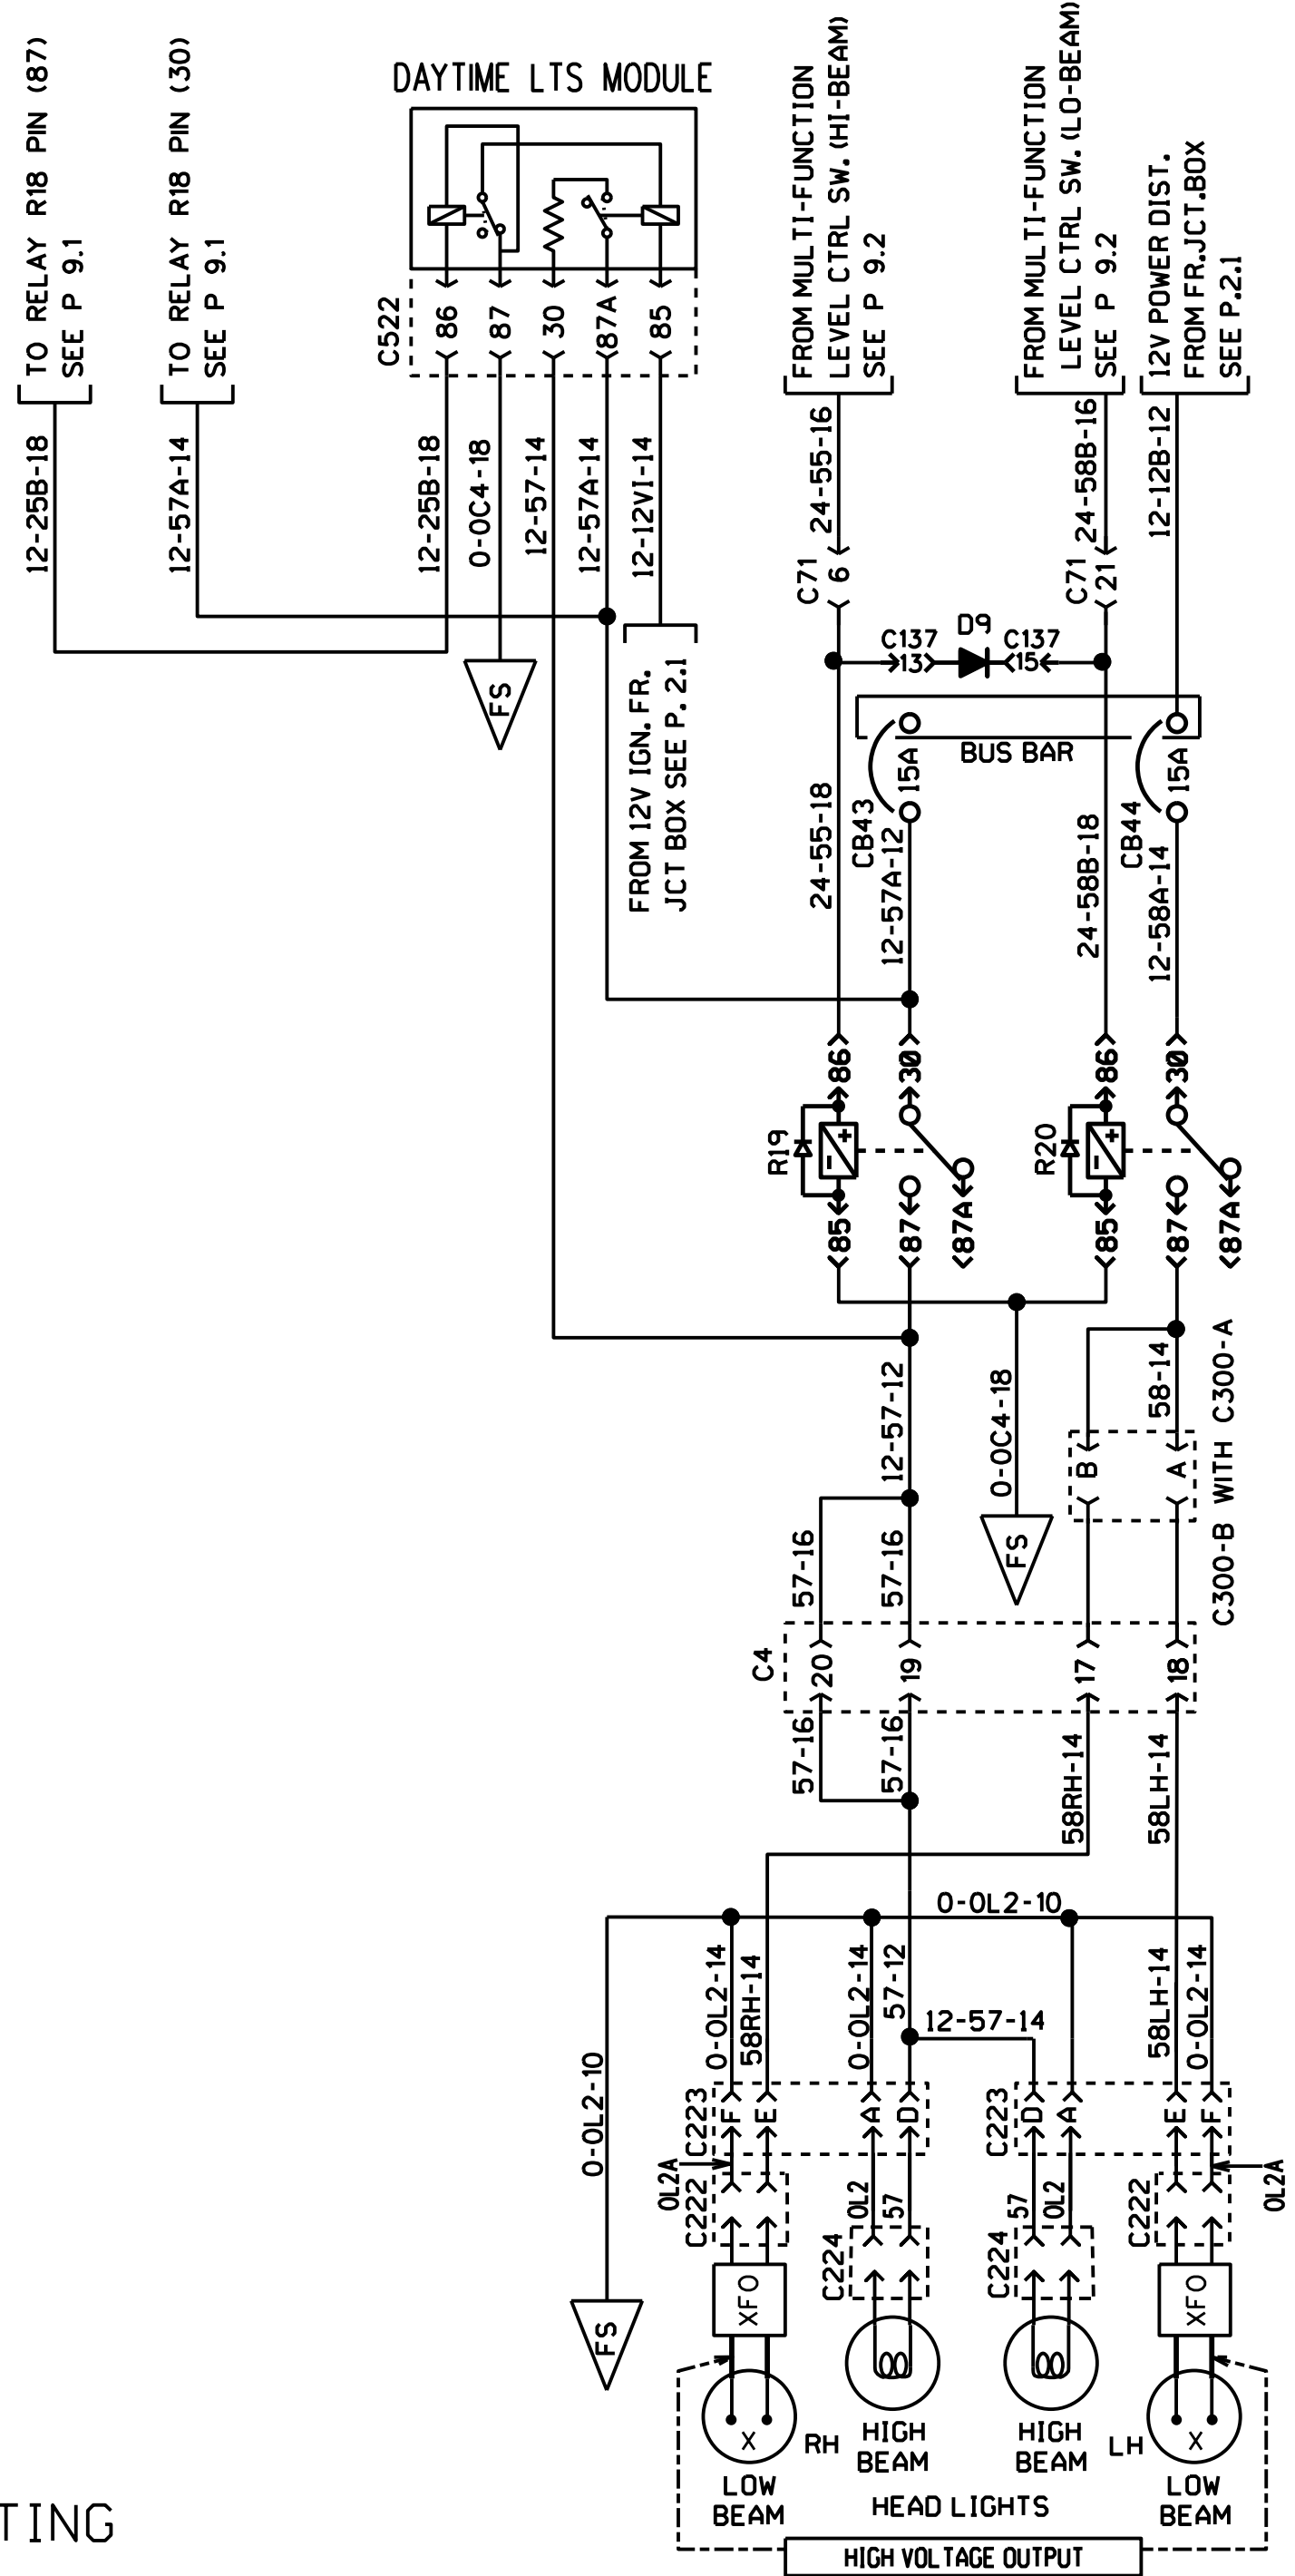 TO RELAY R18 PIN (87)
SEE P 9.1
TO RELAY R18 PIN (30)
SEE P 9.1
DAYTIME LTS MODULE
C522
86
87
30
87A
85
FROM MULTI-FUNCTION
LEVEL CTRL SW. (HI-BEAM)
SEE P 9.2
FROM MULTI-FUNCTION
LEVEL CTRL SW. (LO-BEAM)
SEE P 9.2
12V POWER DIST.
FROM FR.JCT.BOX
SEE P.2.1
12-25B-18
12-57A-14
12-25B-18
0-0C4-18
12-57-14
12-57A-14
12-12VI-14
24-55-16
24-58B-16
12-12B-12
C71
6
C71
21
C137
13
D9
C137
15
FS
FROM 12V IGN. FR.
JCT BOX SEE P. 2.1
BUS BAR
15A
CB43
15A
CB44
24-55-18
12-57A-12
24-58B-18
12-58A-14
86
30
R19
- +
85
87
87A
86
30
R20
- +
85
87
87A
12-57-12
0-0C4-18
58-14
B
A
C300-B WITH C300-A
57-16
57-16
FS
C4
20
19
17
18
57-16
57-16
58RH-14
58LH-14
0-0L2-10
0-0L2-14
58RH-14
0-0L2-14
57-12
12-57-14
58LH-14
0-0L2-14
0-0L2-10
C223
F
E
A
D
C223
D
A
E
F
0L2A
C222
0L2
57
57
0L2
C222
0L2A
C224
C224
XFO
XFO
FS
X
RH
HIGH
BEAM
HIGH
BEAM
LH
X
LOW
BEAM
HEAD LIGHTS
LOW
BEAM
TING
HIGH VOLTAGE OUTPUT